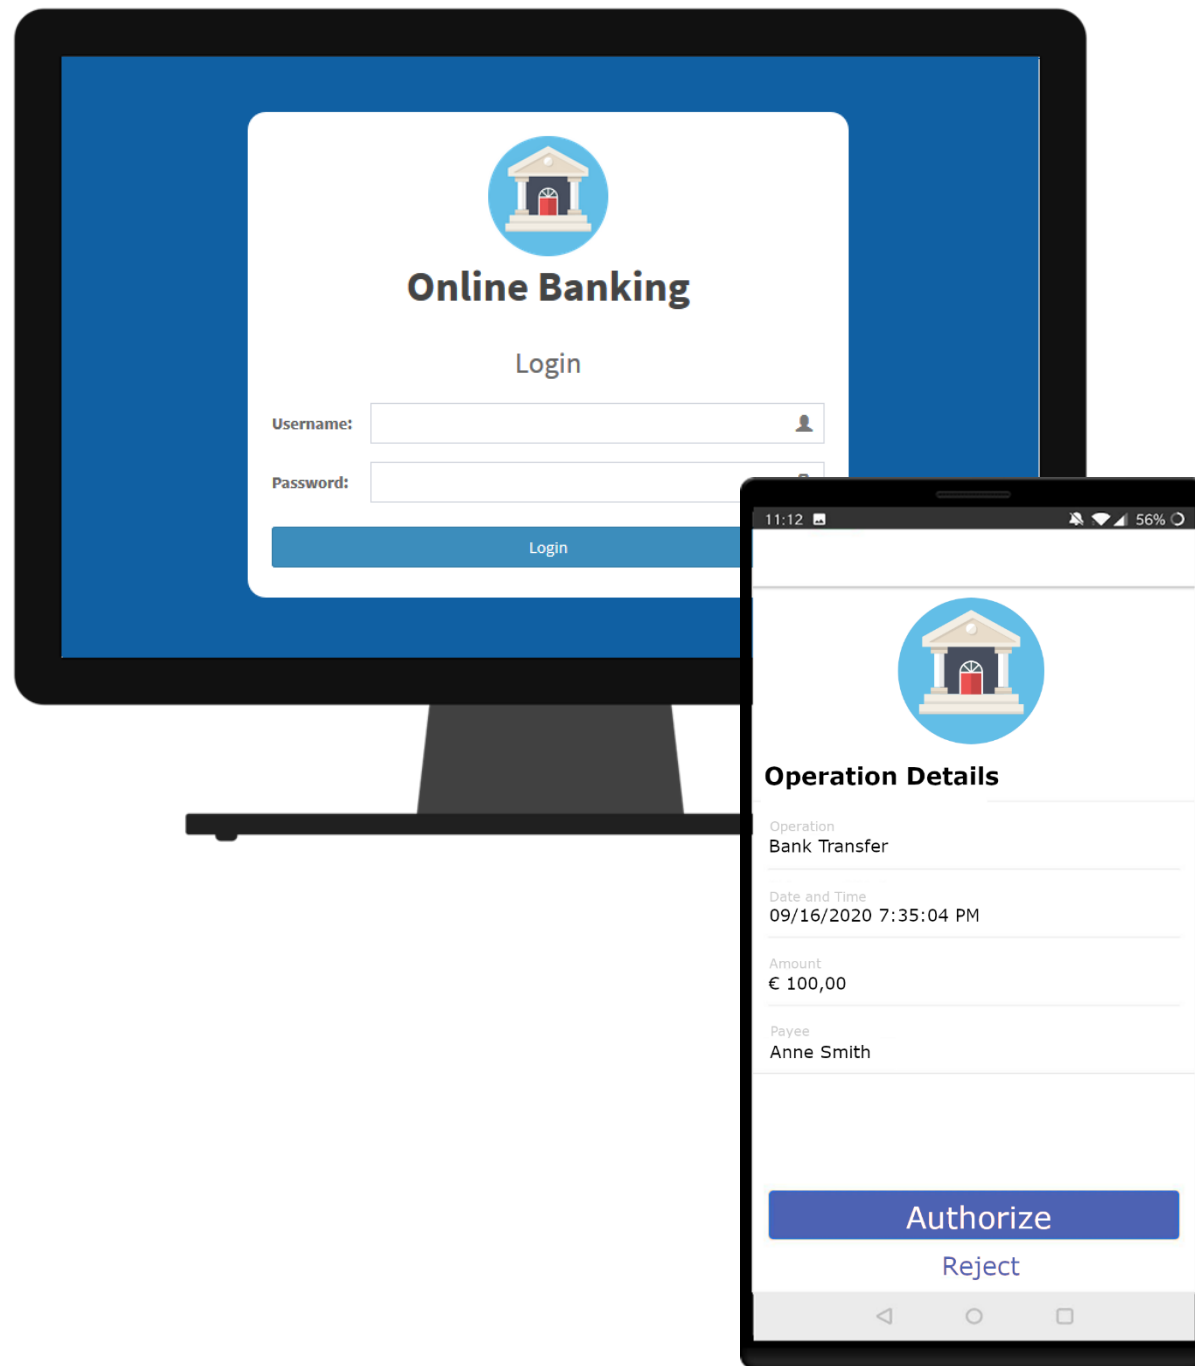 Online Banking
Login
Username:
Password:
Login
11:12
56%
Operation Details
Operation
Bank Transfer
Date and Time
09/16/2020 7:35:04 PM
Amount
€ 100,00
Payee
Anne Smith
Authorize
Reject